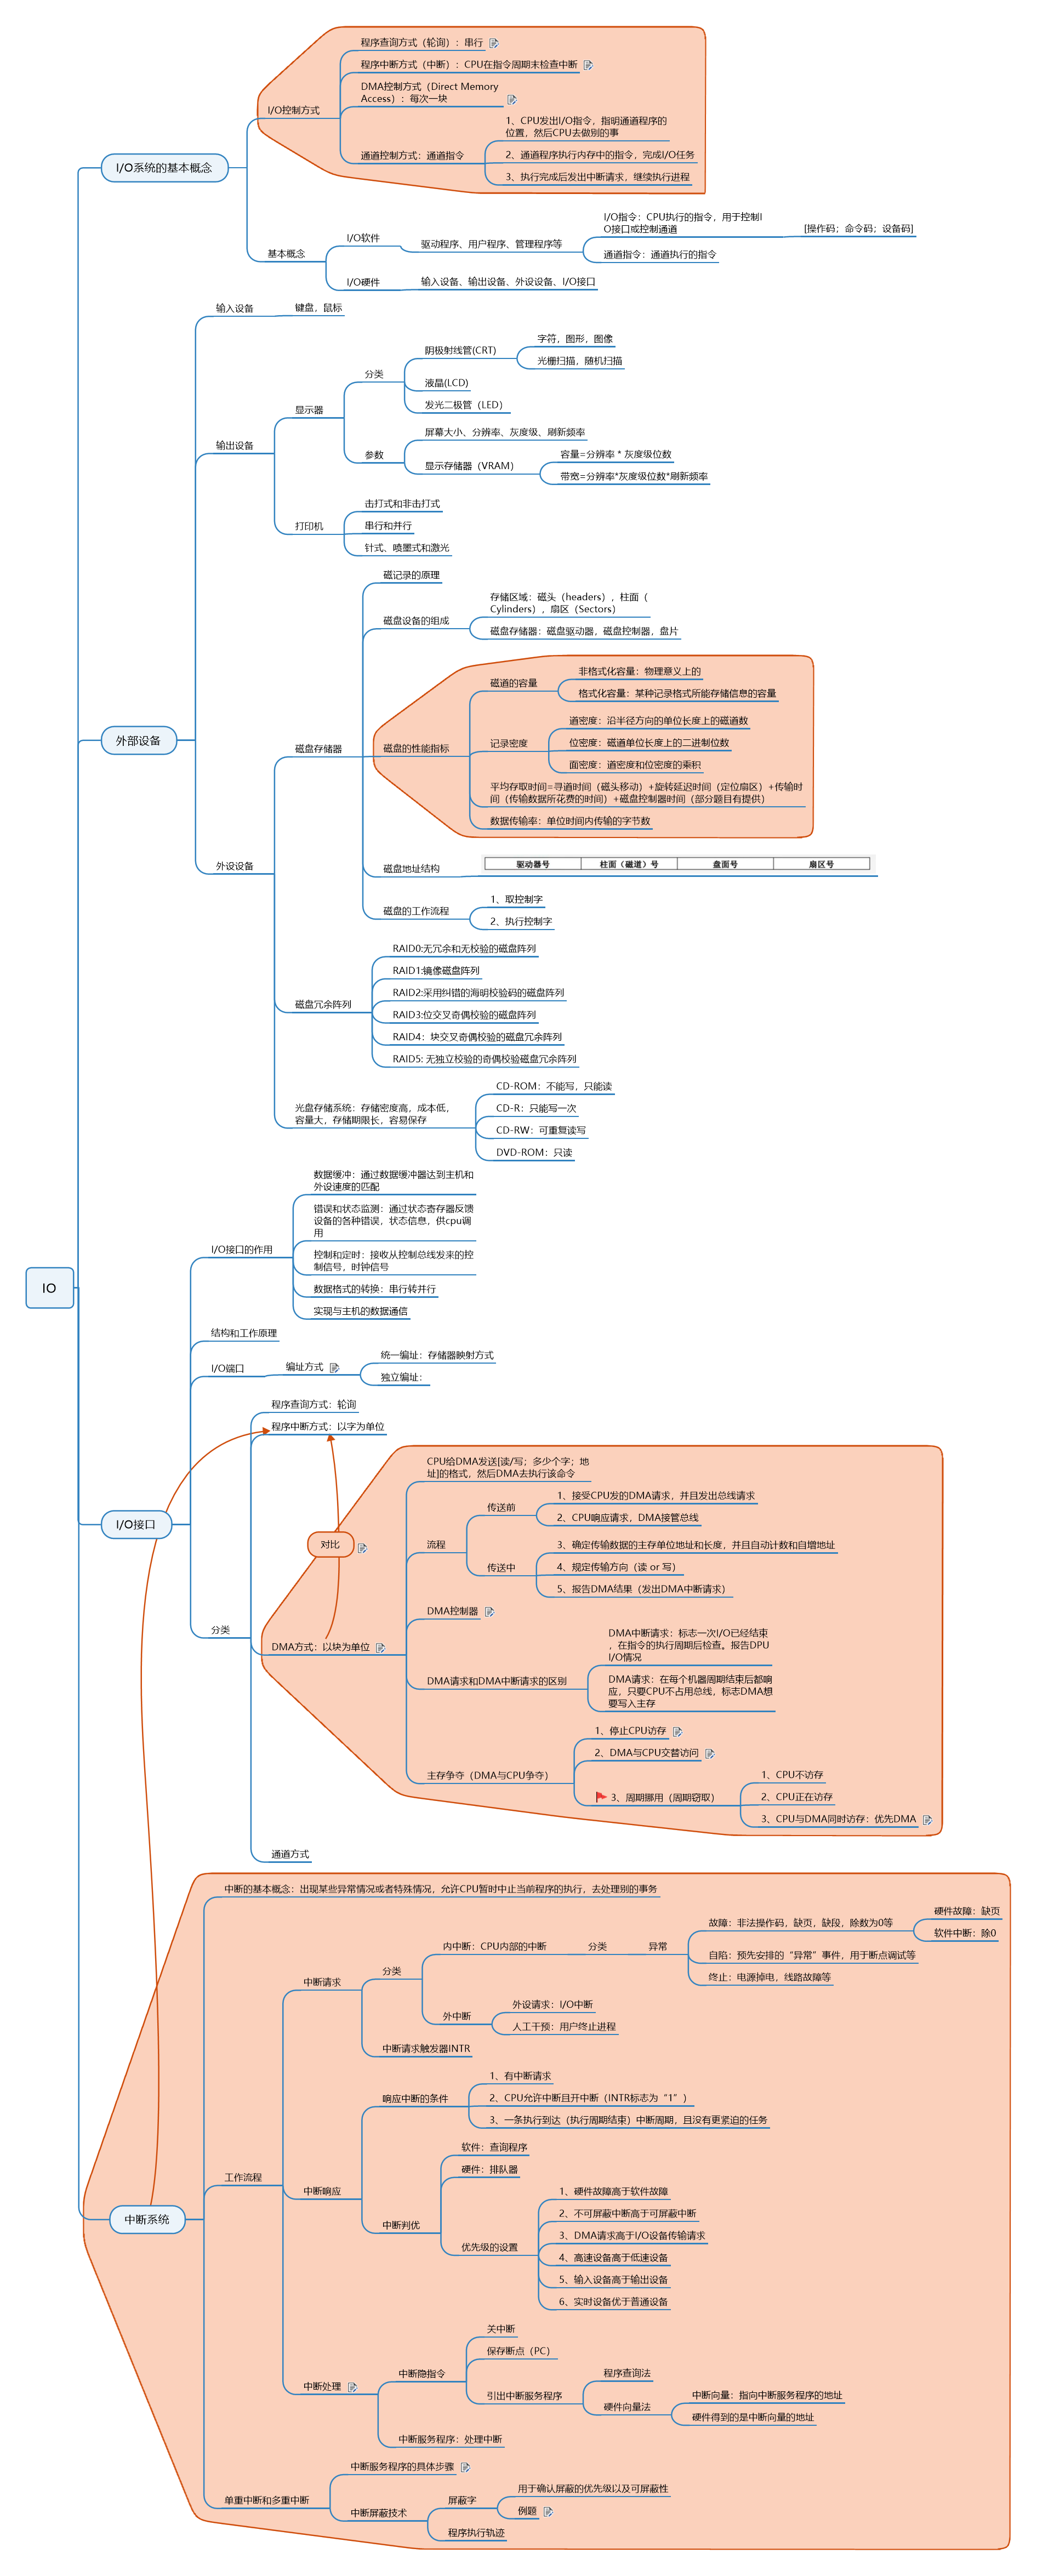 程序查询方式（轮询）：串行
程序中断方式（中断）：CPU在指令周期末检查中断
DMA控制方式（Direct Memory
Access）：每次一块
I/O控制方式
1、CPU发出I/O指令，指明通道程序的
位置，然后CPU去做别的事
通道控制方式：通道指令
2、通道程序执行内存中的指令，完成I/O任务
3、执行完成后发出中断请求，继续执行进程
I/O系统的基本概念
基本概念
I/O软件
驱动程序、用户程序、管理程序等
I/O指令：CPU执行的指令，用于控制I
O接口或控制通道
[操作码；命令码；设备码]
通道指令：通道执行的指令
I/O硬件
输入设备、输出设备、外设设备、I/O接口
输入设备
键盘，鼠标
输出设备
显示器
分类
阴极射线管(CRT)
字符，图形，图像
光栅扫描，随机扫描
液晶(LCD)
发光二极管（LED）
参数
屏幕大小、分辨率、灰度级、刷新频率
显示存储器（VRAM）
容量=分辨率 * 灰度级位数
带宽=分辨率*灰度级位数*刷新频率
打印机
击打式和非击打式
串行和并行
针式、喷墨式和激光
外部设备
外设设备
磁盘存储器
磁记录的原理
磁盘设备的组成
存储区域：磁头（headers），柱面（
Cylinders），扇区（Sectors）
磁盘存储器：磁盘驱动器，磁盘控制器，盘片
磁盘的性能指标
磁道的容量
非格式化容量：物理意义上的
格式化容量：某种记录格式所能存储信息的容量
记录密度
道密度：沿半径方向的单位长度上的磁道数
位密度：磁道单位长度上的二进制位数
面密度：道密度和位密度的乘积
平均存取时间=寻道时间（磁头移动）+旋转延迟时间（定位扇区）+传输时
间（传输数据所花费的时间）+磁盘控制器时间（部分题目有提供）
数据传输率：单位时间内传输的字节数
磁盘地址结构
驱动器号 柱面（磁道）号 盘面号 扇区号
磁盘的工作流程
1、取控制字
2、执行控制字
磁盘冗余阵列
RAID0:无冗余和无校验的磁盘阵列
RAID1:镜像磁盘阵列
RAID2:采用纠错的海明校验码的磁盘阵列
RAID3:位交叉奇偶校验的磁盘阵列
RAID4：块交叉奇偶校验的磁盘冗余阵列
RAID5: 无独立校验的奇偶校验磁盘冗余阵列
光盘存储系统：存储密度高，成本低，
容量大，存储期限长，容易保存
CD-ROM：不能写，只能读
CD-R：只能写一次
CD-RW：可重复读写
DVD-ROM：只读
IO
I/O接口
I/O接口的作用
数据缓冲：通过数据缓冲器达到主机和
外设速度的匹配
错误和状态监测：通过状态寄存器反馈
设备的各种错误，状态信息，供cpu调
用
控制和定时：接收从控制总线发来的控
制信号，时钟信号
数据格式的转换：串行转并行
实现与主机的数据通信
结构和工作原理
I/O端口
编址方式
统一编址：存储器映射方式
独立编址：
分类
程序查询方式：轮询
程序中断方式：以字为单位
对比
DMA方式：以块为单位
CPU给DMA发送[读/写；多少个字；地
址]的格式，然后DMA去执行该命令
流程
传送前
1、接受CPU发的DMA请求，并且发出总线请求
2、CPU响应请求，DMA接管总线
传送中
3、确定传输数据的主存单位地址和长度，并且自动计数和自增地址
4、规定传输方向（读 or 写）
5、报告DMA结果（发出DMA中断请求）
DMA控制器
DMA请求和DMA中断请求的区别
DMA中断请求：标志一次I/O已经结束
，在指令的执行周期后检查。报告DPU
I/O情况
DMA请求：在每个机器周期结束后都响
应，只要CPU不占用总线，标志DMA想
要写入主存
主存争夺（DMA与CPU争夺）
1、停止CPU访存
2、DMA与CPU交替访问
3、周期挪用（周期窃取）
1、CPU不访存
2、CPU正在访存
3、CPU与DMA同时访存：优先DMA
通道方式
中断系统
中断的基本概念：出现某些异常情况或者特殊情况，允许CPU暂时中止当前程序的执行，去处理别的事务
工作流程
中断请求
分类
内中断：CPU内部的中断
分类
异常
故障：非法操作码，缺页，缺段，除数为0等
硬件故障：缺页
软件中断：除0
自陷：预先安排的“异常”事件，用于断点调试等
终止：电源掉电，线路故障等
外中断
外设请求：I/O中断
人工干预：用户终止进程
中断请求触发器INTR
中断响应
响应中断的条件
1、有中断请求
2、CPU允许中断且开中断（INTR标志为“1”）
3、一条执行到达（执行周期结束）中断周期，且没有更紧迫的任务
中断判优
软件：查询程序
硬件：排队器
优先级的设置
1、硬件故障高于软件故障
2、不可屏蔽中断高于可屏蔽中断
3、DMA请求高于I/O设备传输请求
4、高速设备高于低速设备
5、输入设备高于输出设备
6、实时设备优于普通设备
中断处理
中断隐指令
关中断
保存断点（PC）
引出中断服务程序
程序查询法
硬件向量法
中断向量：指向中断服务程序的地址
硬件得到的是中断向量的地址
中断服务程序：处理中断
单重中断和多重中断
中断服务程序的具体步骤
中断屏蔽技术
屏蔽字
用于确认屏蔽的优先级以及可屏蔽性
例题
程序执行轨迹